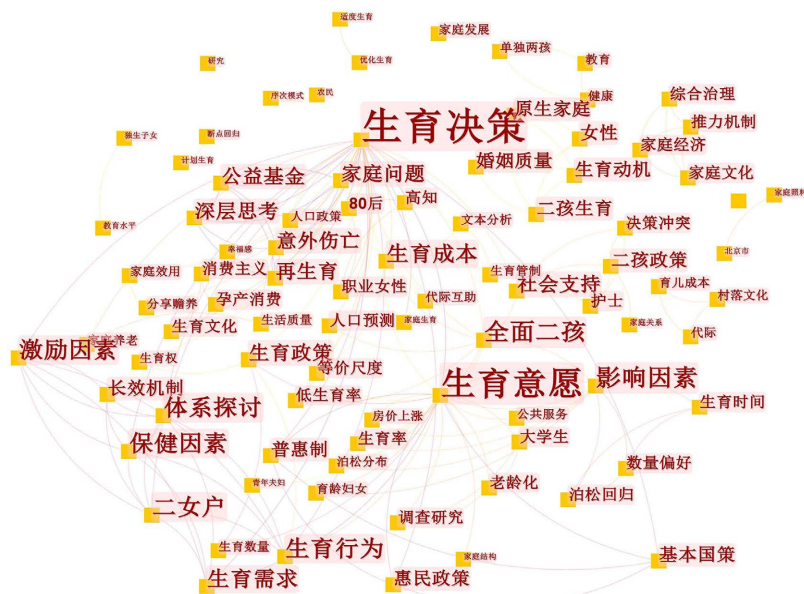 适度生育
家庭发展
单独两孩
研究
优化生育
教育
序次模式
农民
健康
综合治理
原生家庭
推力机制
生育决策
女性
独生子女
断点回归
家庭经济
计划生育
婚姻质量
家庭问题
生育动机
公益基金
家庭文化
家庭照料
高知
80后
二孩生育
深层思考
人口政策
文本分析
决策冲突
教育水平
意外伤亡
幸福感
生育成本
北京市
二孩政策
家庭效用
消费主义
再生育
生育管制
社会支持
育儿成本
职业女性
村落文化
分享赡养
孕产消费
代际互助
护士
生育文化
生活质量
人口预测
家庭生育
家庭关系
代际
家庭养老
全面二孩
激励因素
生育权
生育政策
等价尺度
长效机制
生育意愿
影响因素
低生育率
体系探讨
生育时间
房价上涨
公共服务
生育率
大学生
保健因素
普惠制
泊松分布
数量偏好
青年夫妇
育龄妇女
老龄化
泊松回归
二女户
调查研究
生育数量
生育行为
家庭结构
基本国策
生育需求
惠民政策